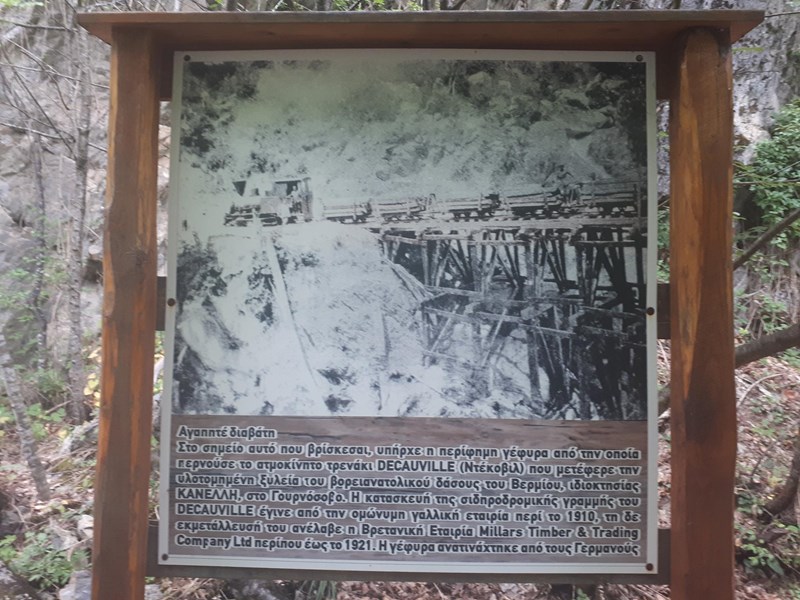 Αγαπητέ διαβάτη
Στο σημείο αυτό που βρίσκεσαι, υπήρχε η περίφημη γέφυρα από την οποία
περνούσε το ατμοκίνητο τρενάκι DECAUVILLE (Ντέκοβιλ) που μετέφερε την
υλοτομημένη ξυλεία του βορειανατολικού δάσους του Βερμίου, ιδιοκτησίας
ΚΑΝΕΛΛΗ, στο Γουρνόσοβο. Η κατασκευή της σιδηροδρομικής γραμμής του
DECAUVILLE έγινε από την ομώνυμη γαλλική εταιρία περί το 1910, τη δε
εκμετάλλευσή του ανέλαβε η Βρετανική Εταιρία Millars Timber & Trading
Company Ltd περίπου έως το 1921. Η γέφυρα ανατινάχτηκε από τους Γερμανούς